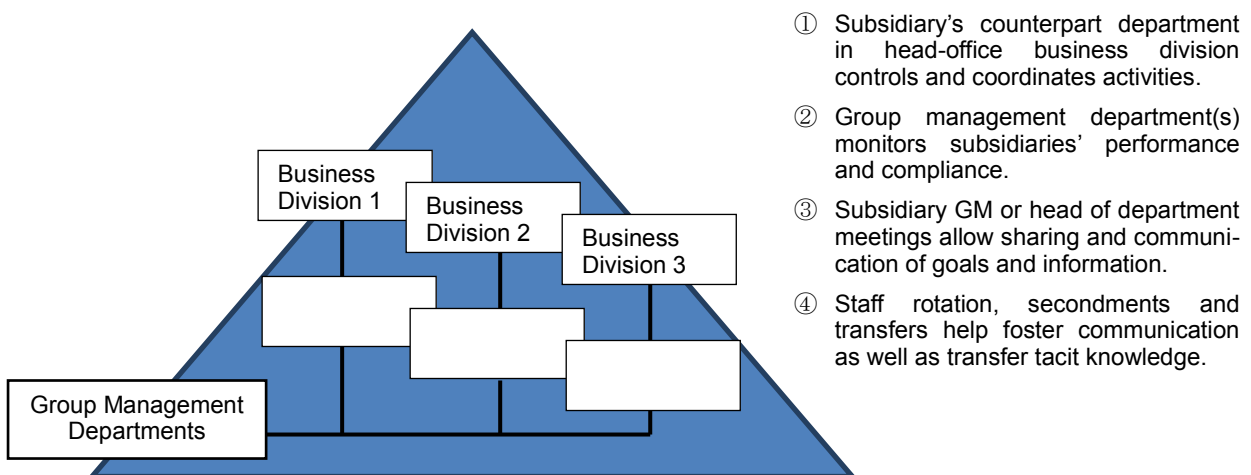 Business
Division 1
Business
Division 2
Business
Division 3
Group Management
Departments
① Subsidiary’s counterpart department
in head-office business division
controls and coordinates activities.
② Group management department(s)
monitors subsidiaries’ performance
and compliance.
③ Subsidiary GM or head of department
meetings allow sharing and communi-
cation of goals and information.
④ Staff rotation, secondments and
transfers help foster communication
as well as transfer tacit knowledge.